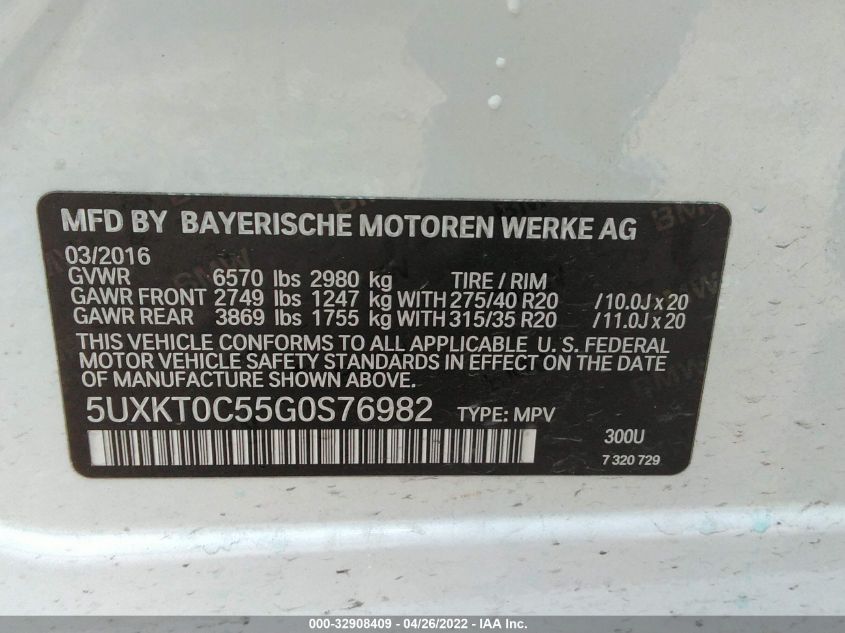 MFD BY BAYERISCHE MOTOREN WERKE AG
03/2016
GVWR 6570 lbs 2980 kg TIRE / RIM
GAWR FRONT 2749 lbs 1247 kg WITH 275/40 R20 /10.0J x 20
GAWR REAR 3869 lbs 1755 kg WITH 315/35 R20 /11.0J x 20
THIS VEHICLE CONFORMS TO ALL APPLICABLE U. S. FEDERAL
MOTOR VEHICLE SAFETY STANDARDS IN EFFECT ON THE DATE
OF MANUFACTURE SHOWN ABOVE.
5UXKT0C55G0S76982 TYPE: MPV
300U
7 320 729
000-32908409 - 04/26/2022 - IAA Inc.